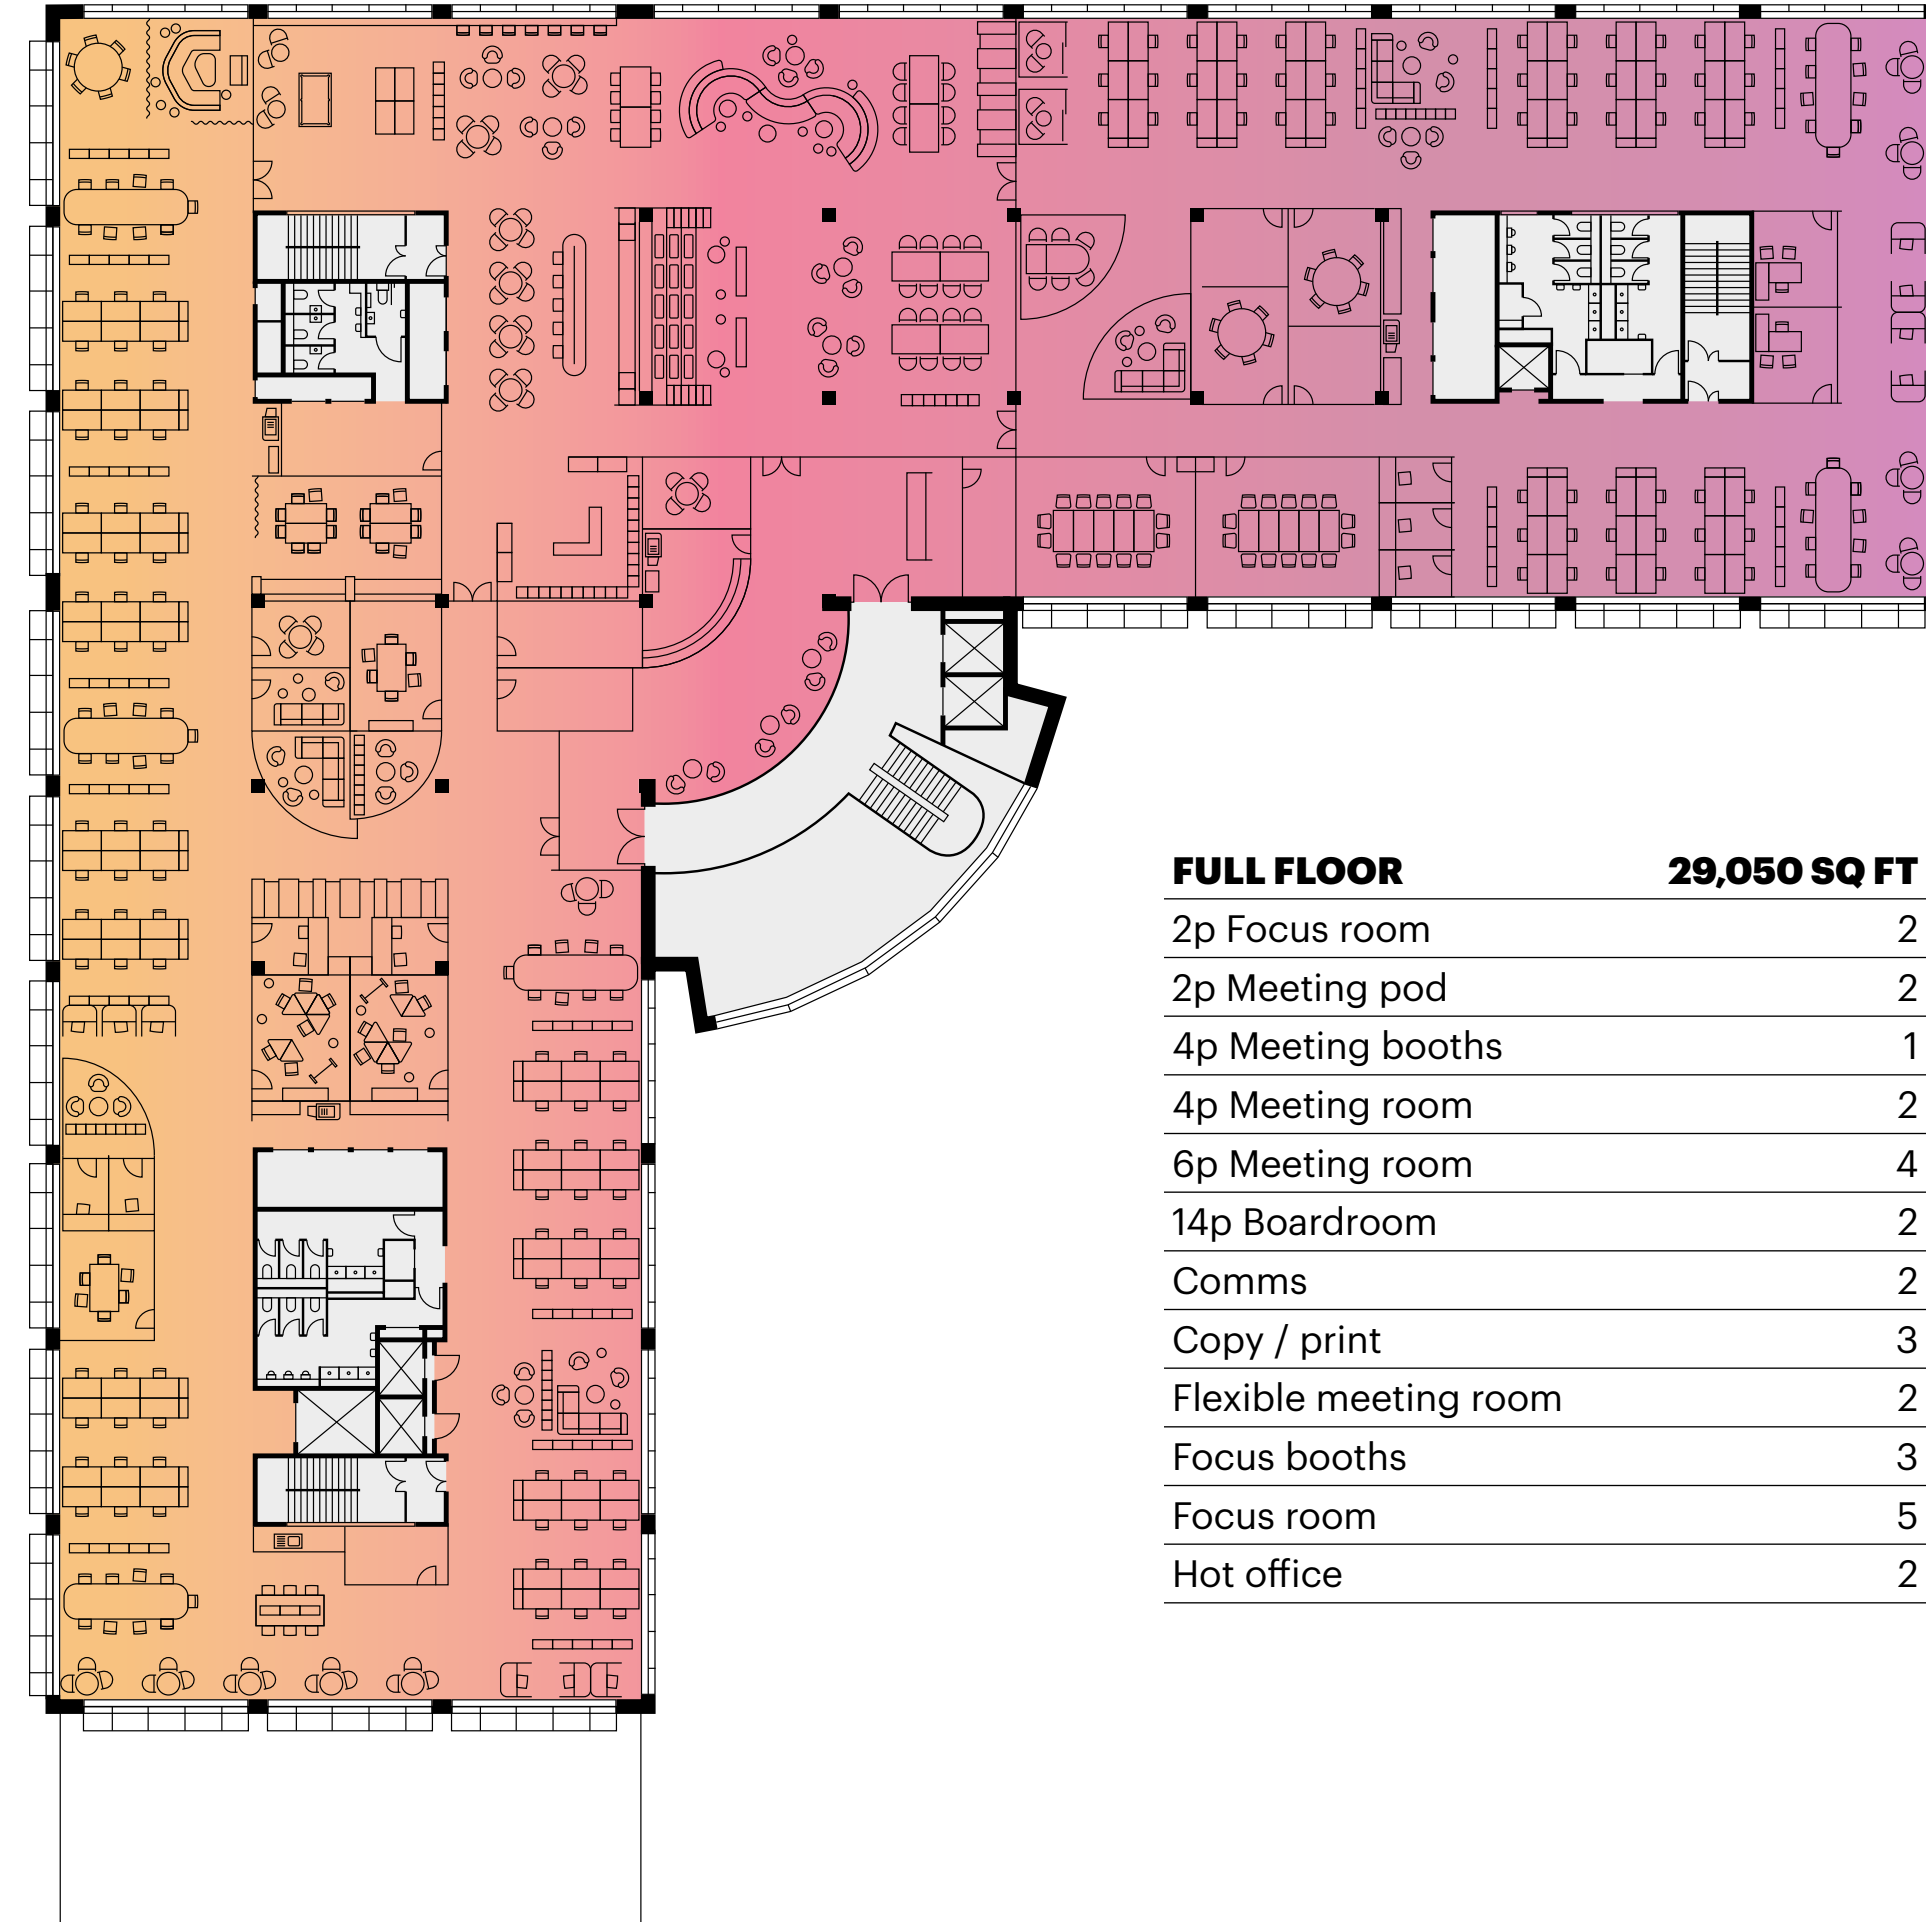 FULL FLOOR 29,050 SQ FT
2p Focus room 2
2p Meeting pod 2
4p Meeting booths 1
4p Meeting room 2
6p Meeting room 4
14p Boardroom 2
Comms 2
Copy / print 3
Flexible meeting room 2
Focus booths 3
Focus room 5
Hot office 2